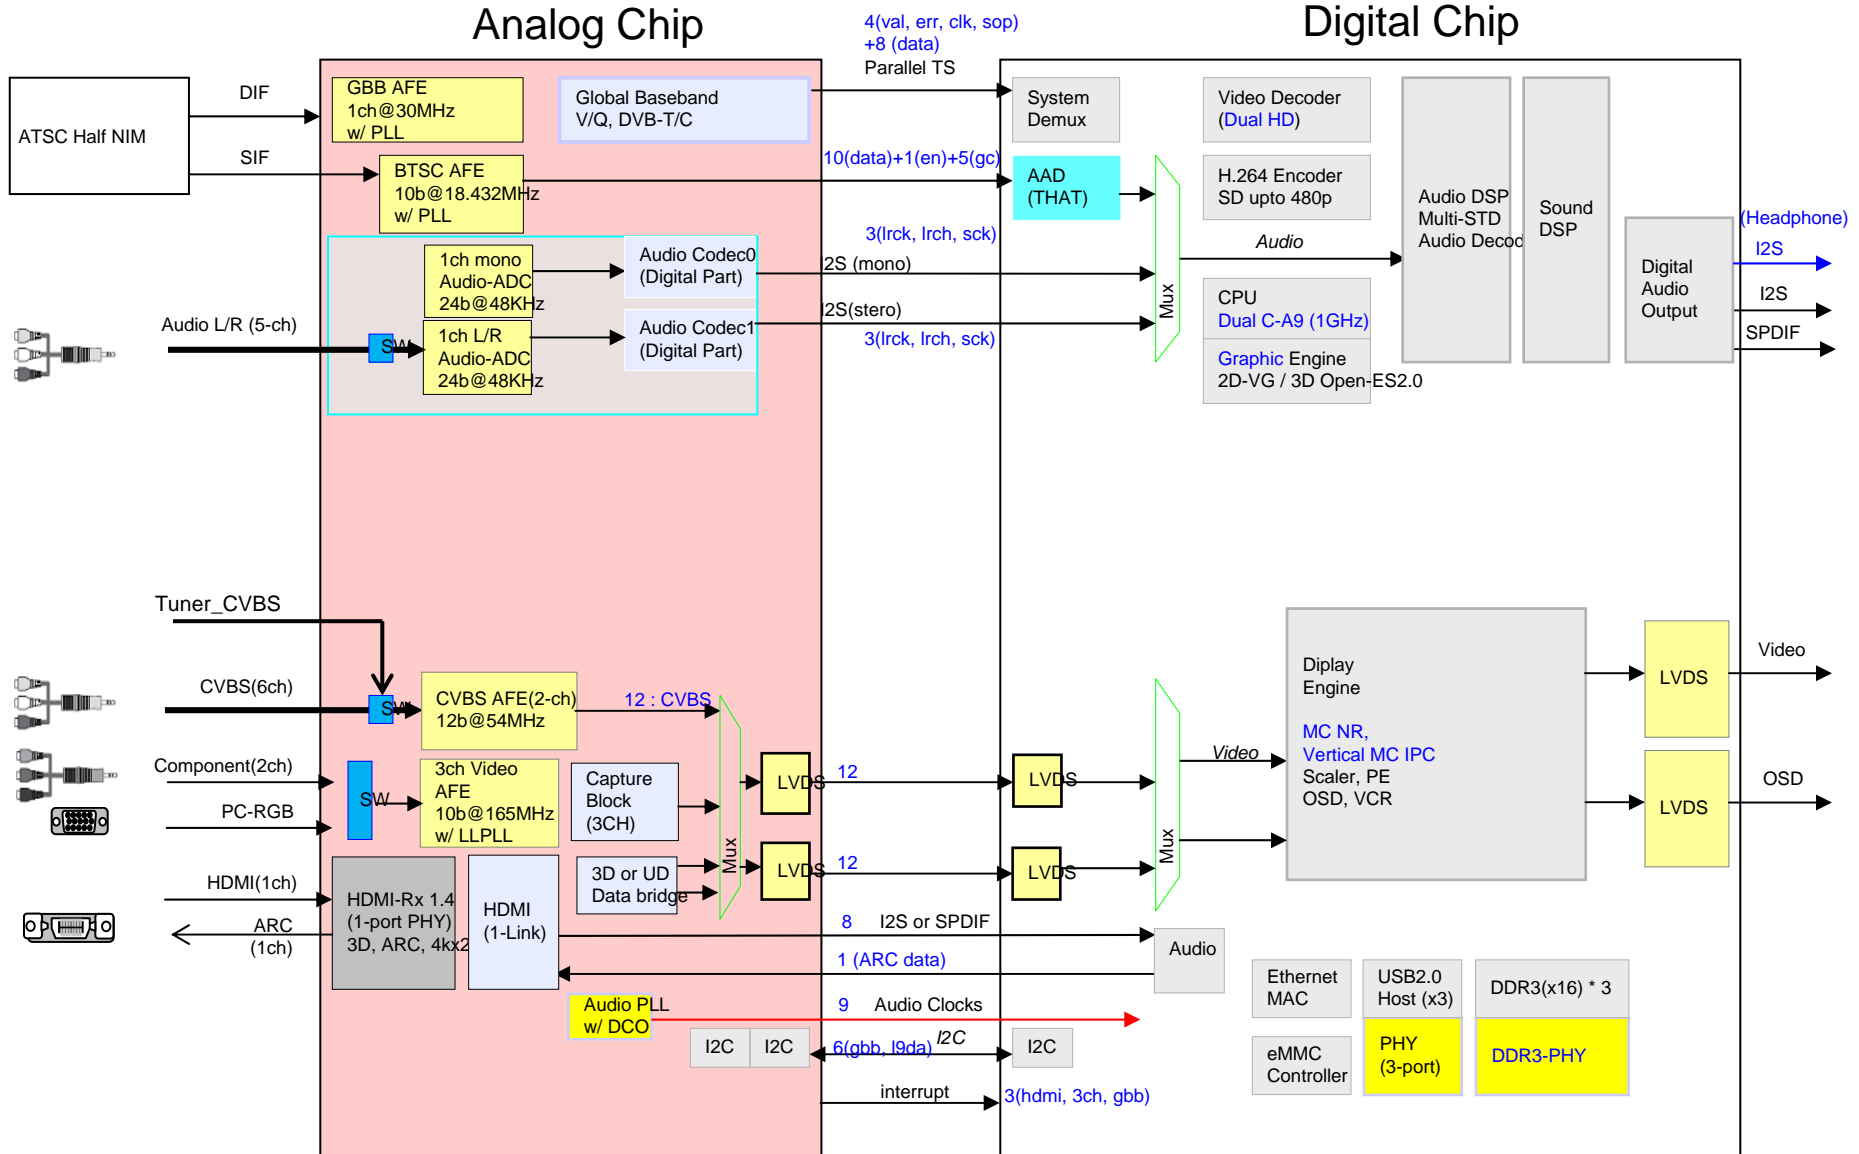 Analog Chip
Digital Chip
4(val, err, clk, sop)
+8 (data)
Parallel TS
ATSC Half NIM
DIF
SIF
GBB AFE
1ch@30MHz
w/ PLL
Global Baseband
V/Q, DVB-T/C
BTSC AFE
10b@18.432MHz
w/ PLL
10(data)+1(en)+5(gc)
System
Demux
AAD
(THAT)
Video Decoder
(Dual HD)
H.264 Encoder
SD upto 480p
Audio
CPU
Dual C-A9 (1GHz)
Graphic Engine
2D-VG / 3D Open-ES2.0
Mux
Audio DSP
Multi-STD
Audio Decod
Sound
DSP
Digital
Audio
Output
(Headphone)
I2S
I2S
SPDIF
Audio L/R (5-ch)
SW
1ch mono
Audio-ADC
24b@48KHz
1ch L/R
Audio-ADC
24b@48KHz
Audio Codec0
(Digital Part)
Audio Codec1
(Digital Part)
3(lrck, lrch, sck)
I2S (mono)
I2S(stero)
3(lrck, lrch, sck)
Tuner_CVBS
CVBS(6ch)
SW
CVBS AFE(2-ch)
12b@54MHz
12 : CVBS
Component(2ch)
PC-RGB
SW
3ch Video
AFE
10b@165MHz
w/ LLPLL
Capture
Block
(3CH)
3D or UD
Data bridge
Mux
LVDS
LVDS
12
12
LVDS
LVDS
Mux
Video
Diplay
Engine
MC NR,
Vertical MC IPC
Scaler, PE
OSD, VCR
LVDS
LVDS
Video
OSD
HDMI(1ch)
ARC
(1ch)
HDMI-Rx 1.4
(1-port PHY)
3D, ARC, 4kx2
HDMI
(1-Link)
8 I2S or SPDIF
1 (ARC data)
Audio
Audio PLL
w/ DCO
9 Audio Clocks
I2C
I2C
6(gbb, l9da) I2C
I2C
interrupt
3(hdmi, 3ch, gbb)
Ethernet
MAC
USB2.0
Host (x3)
DDR3(x16) * 3
eMMC
Controller
PHY
(3-port)
DDR3-PHY